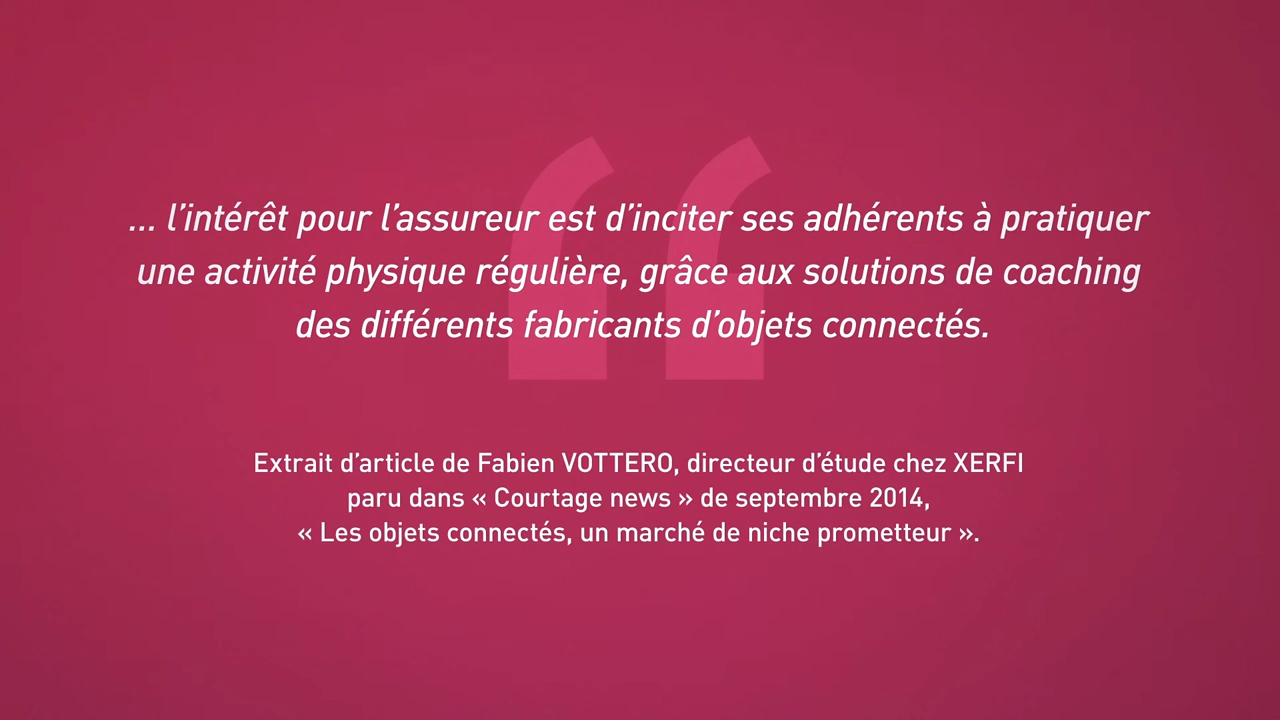 ... l’intérêt pour l’assureur est d’inciter ses adhérents à pratiquer
une activité physique régulière, grâce aux solutions de coaching
des différents fabricants d’objets connectés.
Extrait d’article de Fabien VOTTERO, directeur d’étude chez XERFI
paru dans « Courtage news » de septembre 2014,
« Les objets connectés, un marché de niche prometteur ».